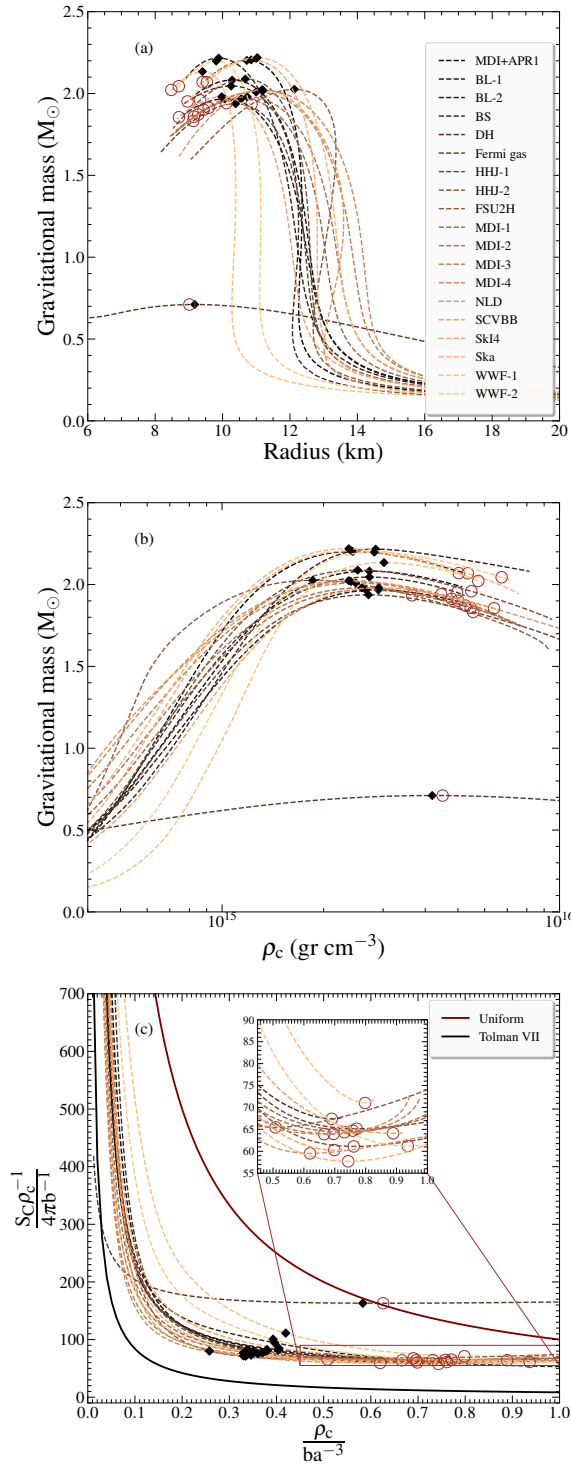 2.5
(a)
2.0
1.5
1.0
0.5
0.0
Gravitational mass (M⊙)
MDI+APR1
BL-1
BL-2
BS
DH
Fermi gas
HHJ-1
HHJ-2
FSU2H
MDI-1
MDI-2
MDI-3
MDI-4
NLD
SCVBB
SkI4
Ska
WWF-1
WWF-2
6 8 10 12 14 16 18 20
Radius (km)
2.5
(b)
2.0
1.5
1.0
0.5
0.0
Gravitational mass (M⊙)
10¹⁵ 10¹⁶
ρc (gr cm⁻³)
700
(c)
600
500
400
300
200
100
0
S_C ρ_c⁻¹ / 4πb⁻¹
Uniform
Tolman VII
90
85
80
75
70
65
60
55
0.5 0.6 0.7 0.8 0.9 1.0
0.0 0.1 0.2 0.3 0.4 0.5 0.6 0.7 0.8 0.9 1.0
ρ_c / ba⁻³